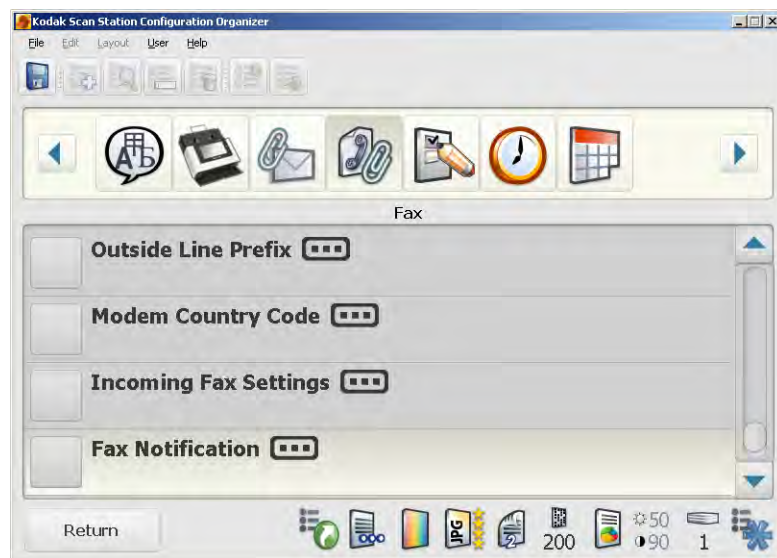 Kodak Scan Station Configuration Organizer
File Edit Layout User Help
Fax
Outside Line Prefix
Modem Country Code
Incoming Fax Settings
Fax Notification
Return
JPG
2
200
50
90
1